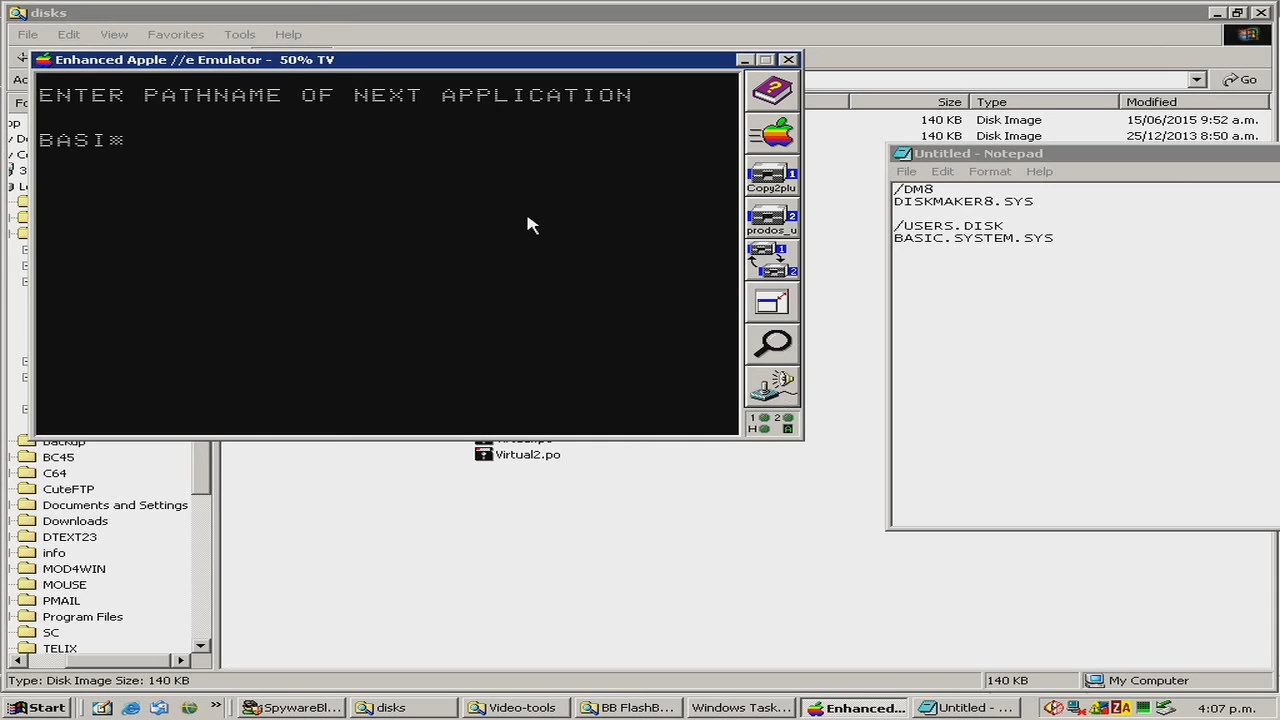 disks
File Edit View Favorites Tools Help
Enhanced Apple //e Emulator - 50% TV
Go
Size Type Modified
140 KB Disk Image 15/06/2015 9:52 a.m.
140 KB Disk Image 25/12/2013 8:50 a.m.
ENTER PATHNAME OF NEXT APPLICATION
BASI
Copy2plu
prodos_u
1 2
H A
Untitled - Notepad
File Edit Format Help
/DM8
DISKMAKER8.SYS
/USERS.DISK
BASIC.SYSTEM.SYS
Virtual2.po
Backup
BC45
C64
CuteFTP
Documents and Settings
Downloads
DTEXT23
info
MOD4WIN
MOUSE
PMAIL
Program Files
SC
TELIX
Type: Disk Image Size: 140 KB
140 KB
My Computer
Start
SpywareBl...
disks
Video-tools
BB FlashB...
Windows Task...
Enhanced...
Untitled - ...
4:07 p.m.